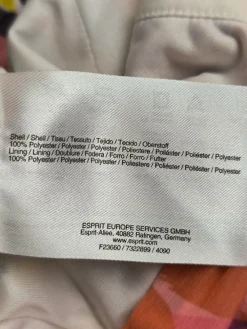 Shell / Shell / Tissu / Tessuto / Tejido / Tecido / Oberstoff
100% Polyester / Polyester / Polyester / Poliestere / Poliéster / Poliéster / Polyester
Lining / Lining / Doublure / Fodera / Forro / Forro / Futter
100% Polyester / Polyester / Polyester / Poliestere / Poliéster / Poliéster / Polyester
ESPRIT EUROPE SERVICES GMBH
Esprit-Allee, 40882 Ratingen, Germany
www.esprit.com
F23660 / 7322899 / 4090